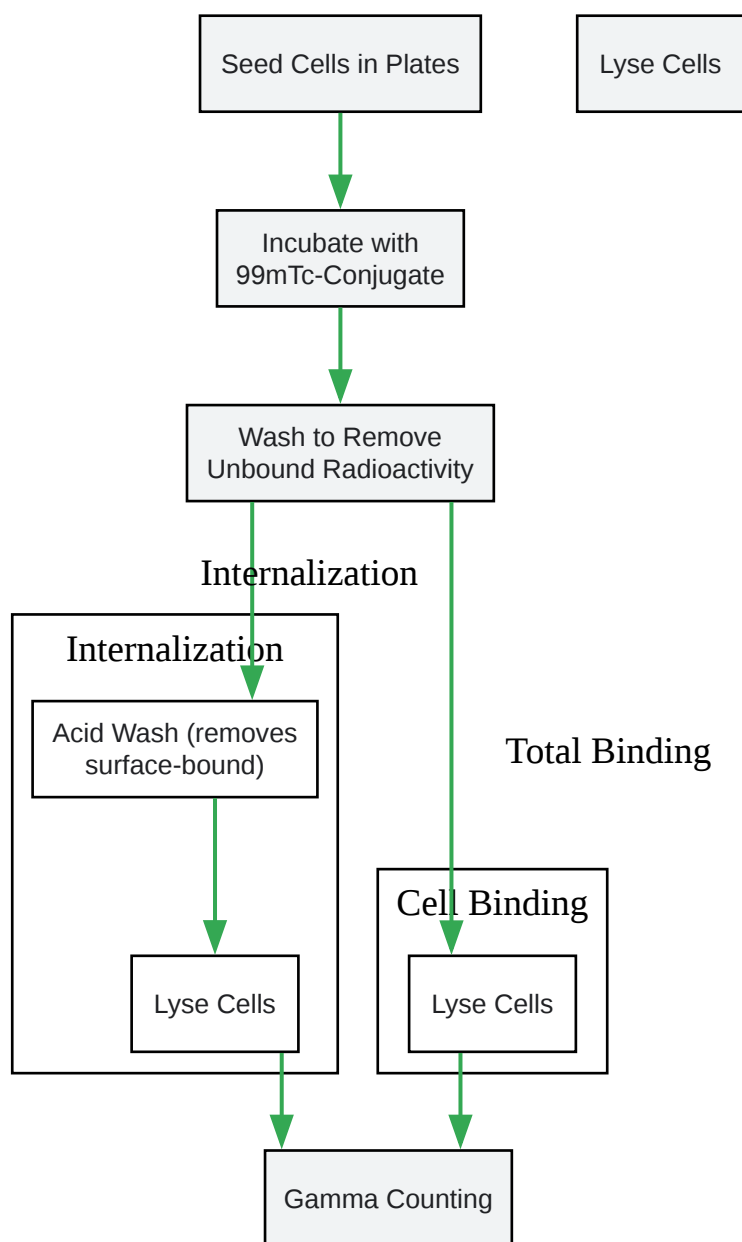 Seed Cells in Plates
Lyse Cells
Incubate with
99mTc-Conjugate
Wash to Remove
Unbound Radioactivity
Internalization
Internalization
Acid Wash (removes
surface-bound)
Total Binding
Cell Binding
Lyse Cells
Lyse Cells
Gamma Counting